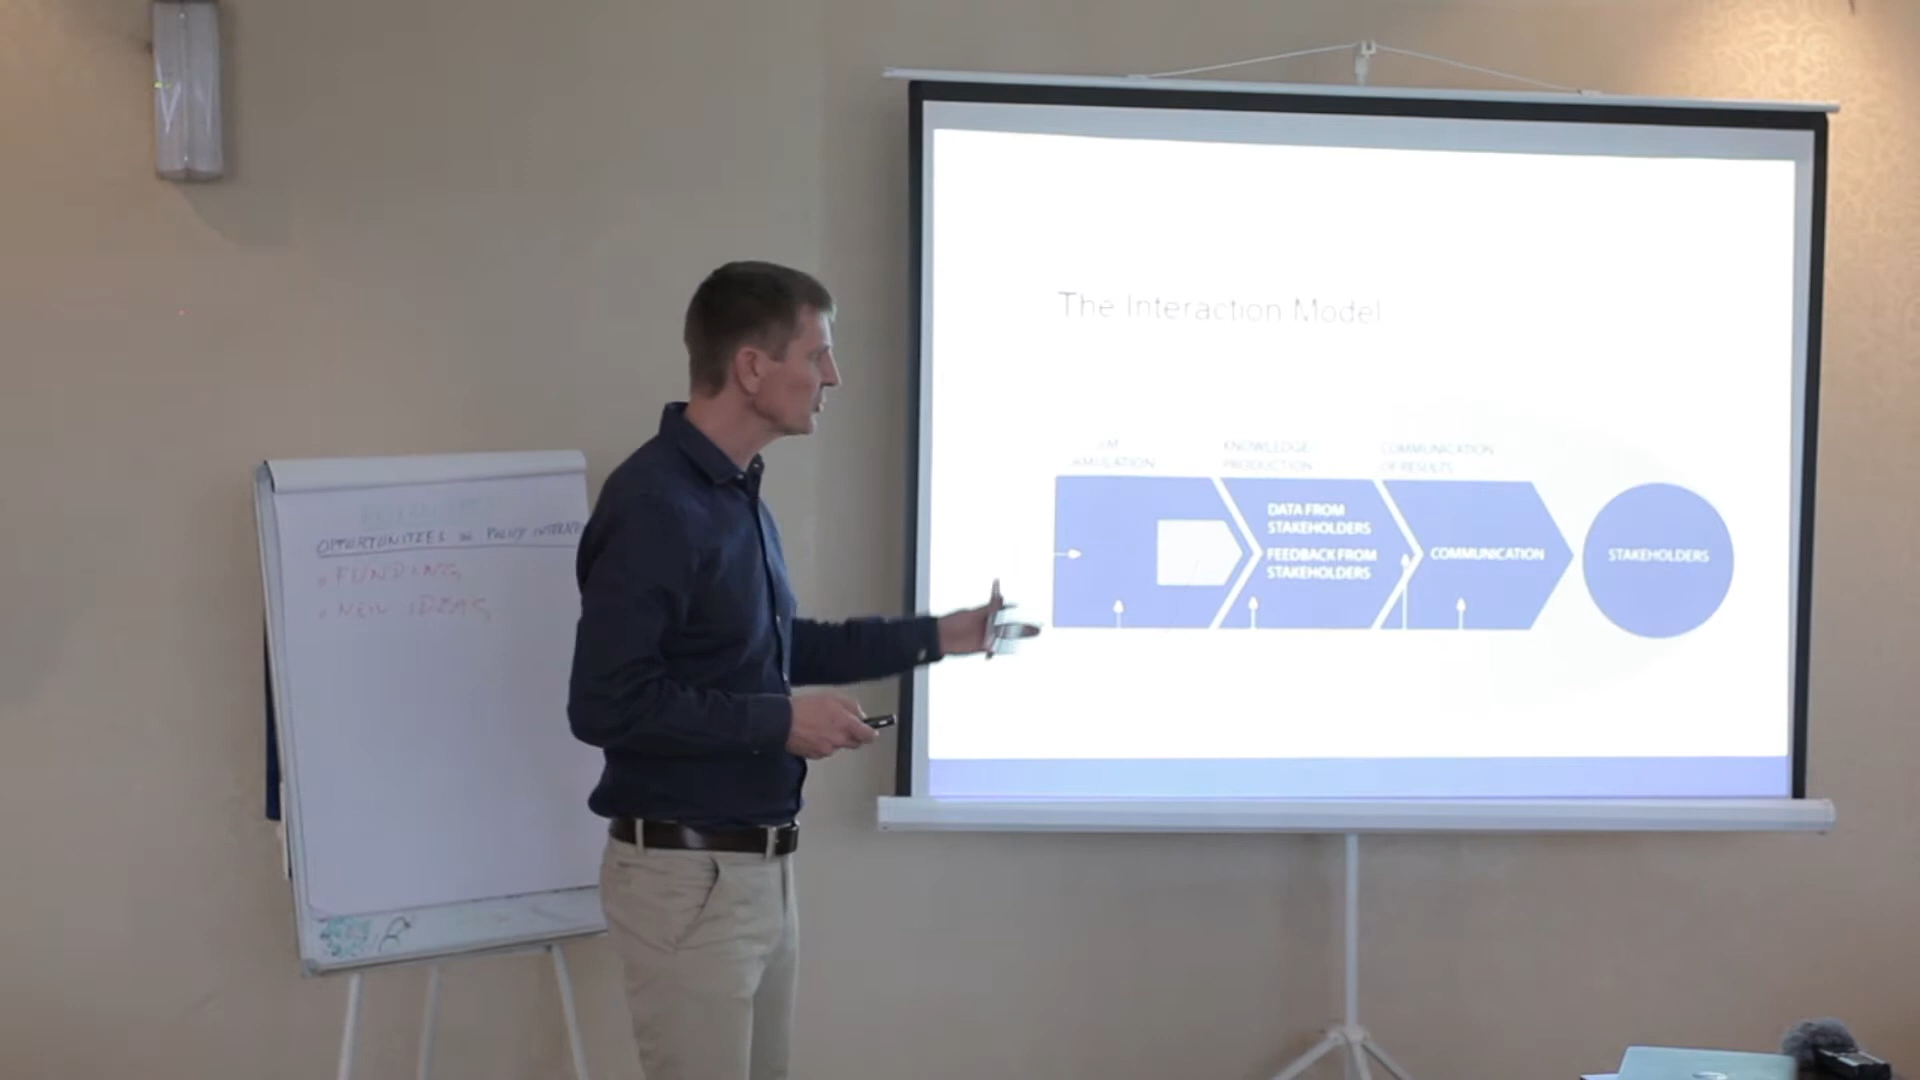 OPPORTUNITIES
FUNDING
NEW IDEAS
The Interaction Model
KNOWLEDGE
PRODUCTION
COMMUNICATION
OF RESULTS
DATA FROM
STAKEHOLDERS
FEEDBACK FROM
STAKEHOLDERS
COMMUNICATION
STAKEHOLDERS